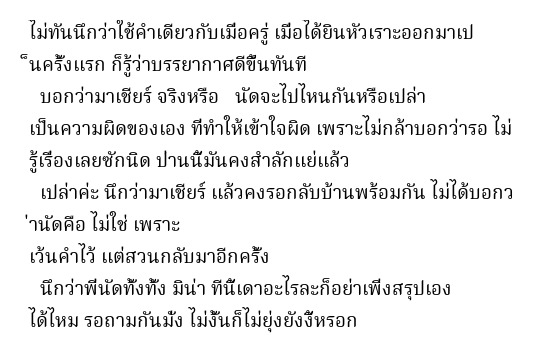 ไม่ทันนึกว่าใช้คำเดียวกับเมื่อครู่ เมื่อได้ยินหัวเราะออกมาเป
็นครั้งแรก ก็รู้ว่าบรรยากาศดีขึ้นทันที
บอกว่ามาเชียร์ จริงหรือ นัดจะไปไหนกันหรือเปล่า
เป็นความผิดของเอง ที่ทำให้เข้าใจผิด เพราะไม่กล้าบอกว่ารอ ไม่
รู้เรื่องเลยซักนิด ปานนี้มันคงสำลักแย่แล้ว
เปล่าค่ะ นึกว่ามาเชียร์ แล้วคงรอกลับบ้านพร้อมกัน ไม่ได้บอกว
่านัดคือ ไม่ใช่ เพราะ
เว้นคำไว้ แต่สวนกลับมาอีกครั้ง
นึกว่าพี่นัดทั้งทั้ง มิน่า ทีนี้เดาอะไรละก็อย่าเพิ่งสรุปเอง
ได้ไหม รอถามกันมั่ง ไม่งั้นก็ไม่ยุ่งยังงี้หรอก